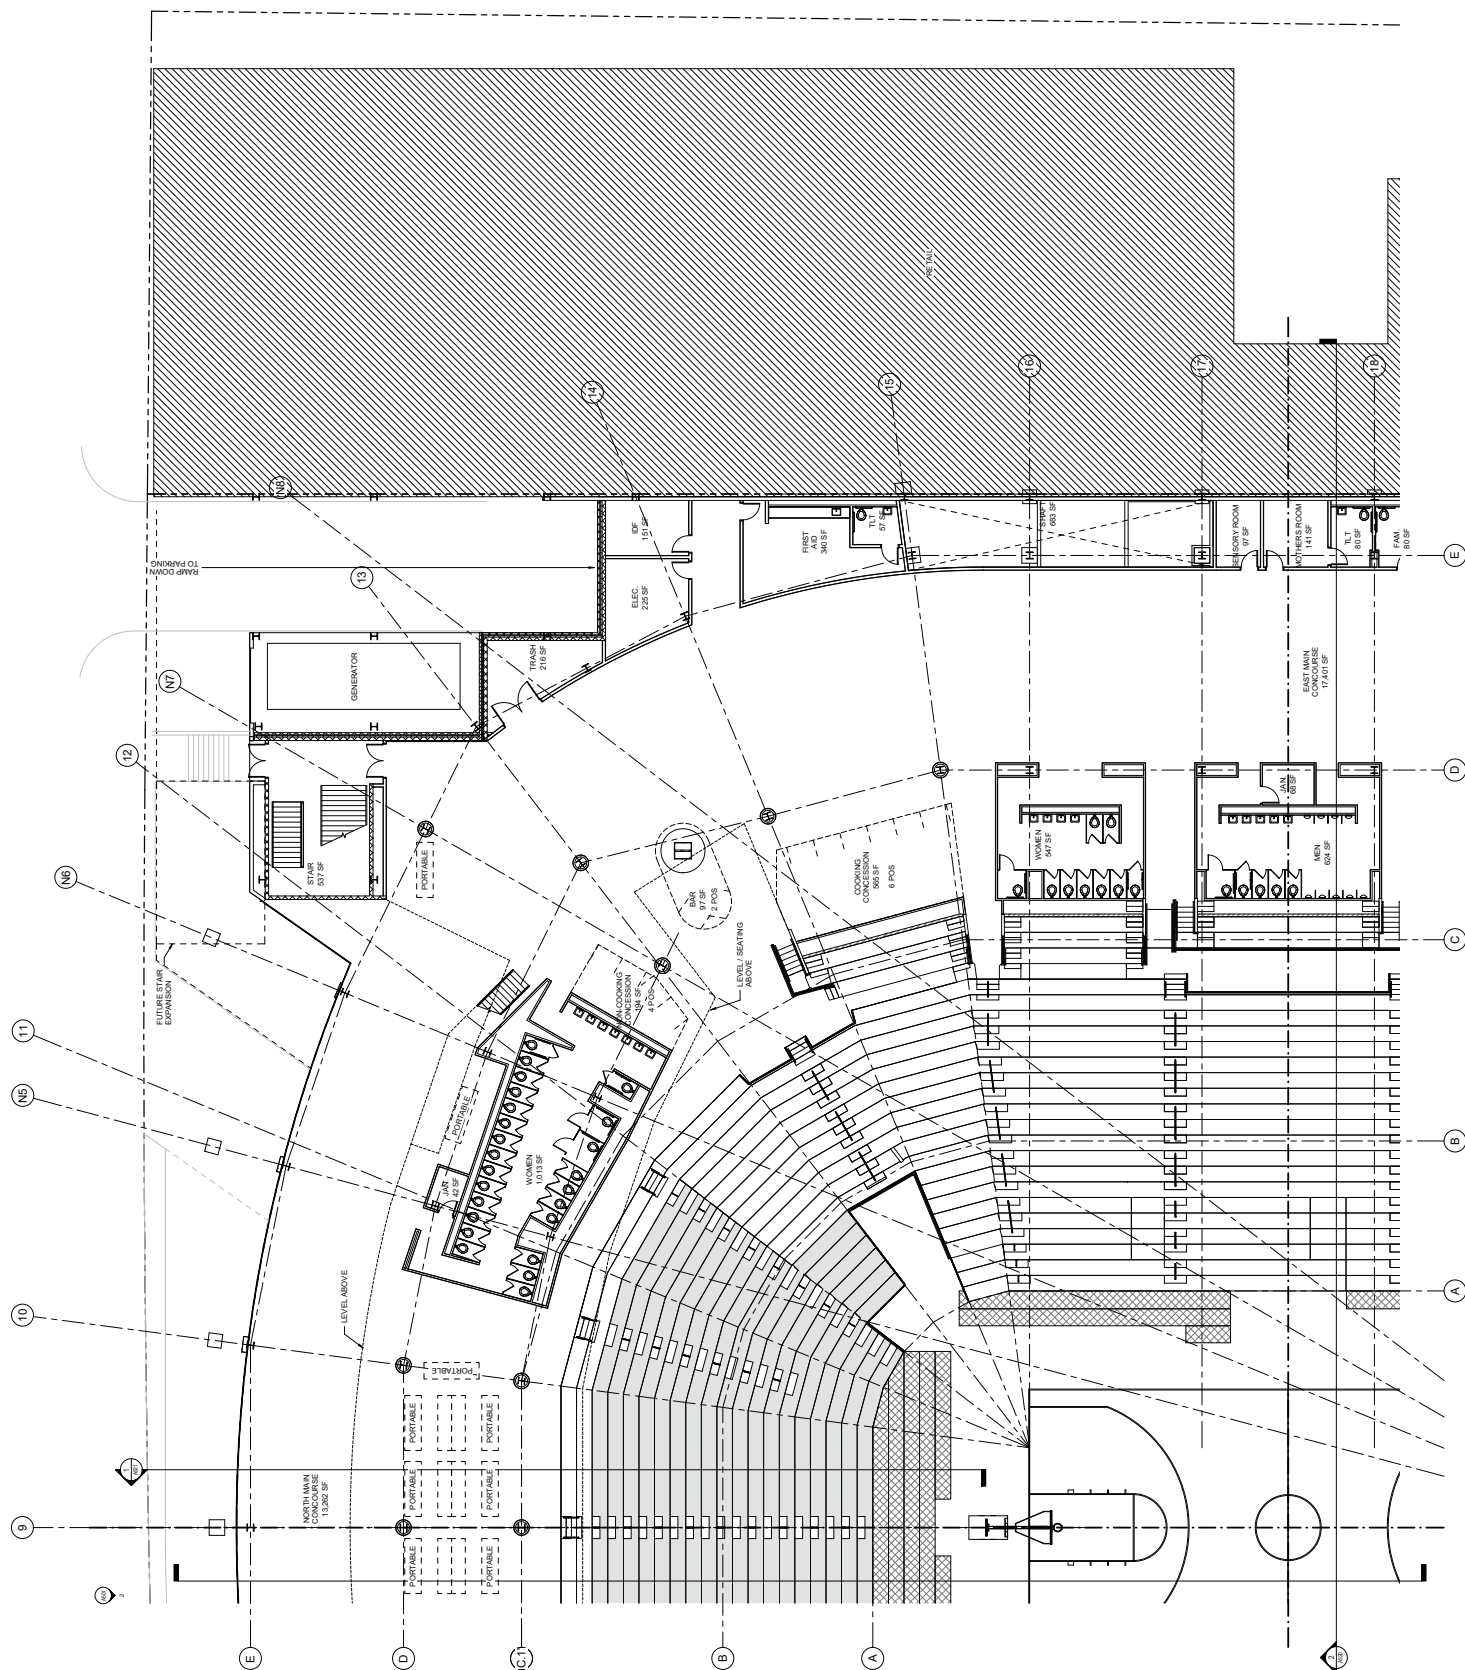 RETAIL
N8
14
15
16
17
18
RAMP DOWN
TO PARKING
IDF
151 SF
ELEC.
225 SF
FIRST
AID
340 SF
TLT
57 SF
SHAFT
683 SF
SENSORY ROOM
97 SF
MOTHERS ROOM
141 SF
TLT
80 SF
FAM.
80 SF
E
13
N7
12
GENERATOR
TRASH
216 SF
EAST MAIN
CONCOURSE
17,401 SF
STAIR
537 SF
PORTABLE
BAR
97 SF
2 POS
COOKING
CONCESSION
565 SF
6 POS
WOMEN
547 SF
JAN.
68 SF
MEN
624 SF
D
C
N6
FUTURE STAIR
EXPANSION
NON-COOKING
CONCESSION
194 SF
4 POS
LEVEL / SEATING
ABOVE
11
N5
PORTABLE
JAN.
42 SF
WOMEN
1,013 SF
B
10
LEVEL ABOVE
A
PORTABLE
PORTABLE
PORTABLE
PORTABLE
PORTABLE
PORTABLE
PORTABLE
1
A621
NORTH MAIN
CONCOURSE
13,262 SF
9
2
E
D
C.1
B
A
2